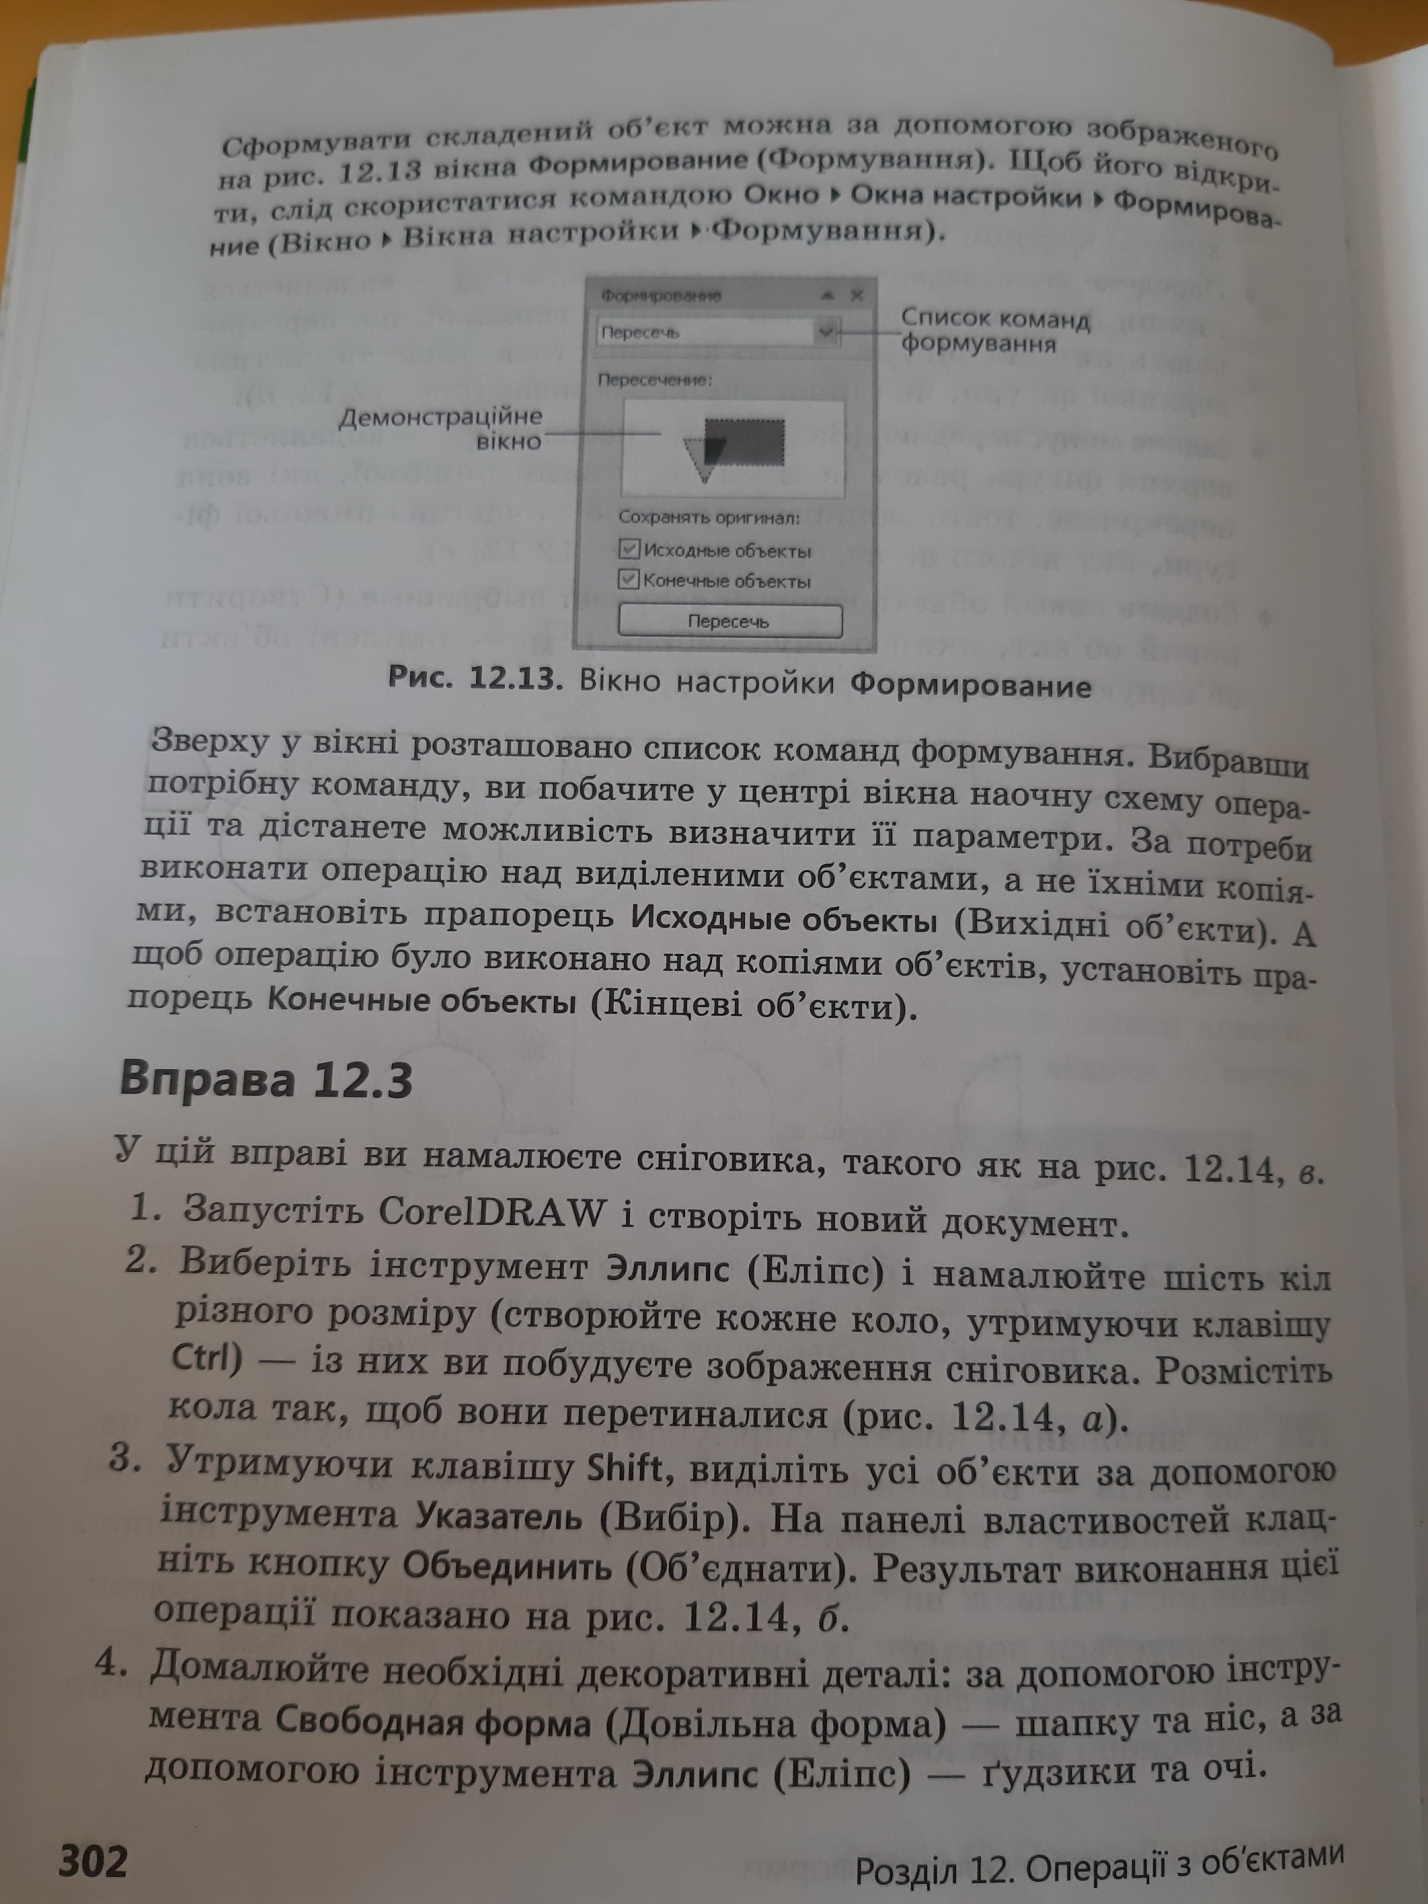 Сформувати складений об’єкт можна за допомогою зображеного
на рис. 12.13 вікна Формирование (Формування). Щоб його відкри-
ти, слід скористатися командою Окно ▸ Окна настройки ▸ Формирова-
ние (Вікно ▸ Вікна настройки ▸ Формування).
Формирование
Пересечь
Список команд
формування
Пересечение:
Демонстраційне
вікно
Сохранять оригинал:
Исходные объекты
Конечные объекты
Пересечь
Рис. 12.13. Вікно настройки Формирование
Зверху у вікні розташовано список команд формування. Вибравши
потрібну команду, ви побачите у центрі вікна наочну схему опера-
ції та дістанете можливість визначити її параметри. За потреби
виконати операцію над виділеними об’єктами, а не їхніми копія-
ми, встановіть прапорець Исходные объекты (Вихідні об’єкти). А
щоб операцію було виконано над копіями об’єктів, установіть пра-
порець Конечные объекты (Кінцеві об’єкти).
Вправа 12.3
У цій вправі ви намалюєте сніговика, такого як на рис. 12.14, в.
1. Запустіть CorelDRAW і створіть новий документ.
2. Виберіть інструмент Эллипс (Еліпс) і намалюйте шість кіл
різного розміру (створюйте кожне коло, утримуючи клавішу
Ctrl) — із них ви побудуєте зображення сніговика. Розмістіть
кола так, щоб вони перетиналися (рис. 12.14, а).
3. Утримуючи клавішу Shift, виділіть усі об’єкти за допомогою
інструмента Указатель (Вибір). На панелі властивостей клац-
ніть кнопку Объединить (Об’єднати). Результат виконання цієї
операції показано на рис. 12.14, б.
4. Домалюйте необхідні декоративні деталі: за допомогою інстру-
мента Свободная форма (Довільна форма) — шапку та ніс, а за
допомогою інструмента Эллипс (Еліпс) — ґудзики та очі.
302
Розділ 12. Операції з об’єктами